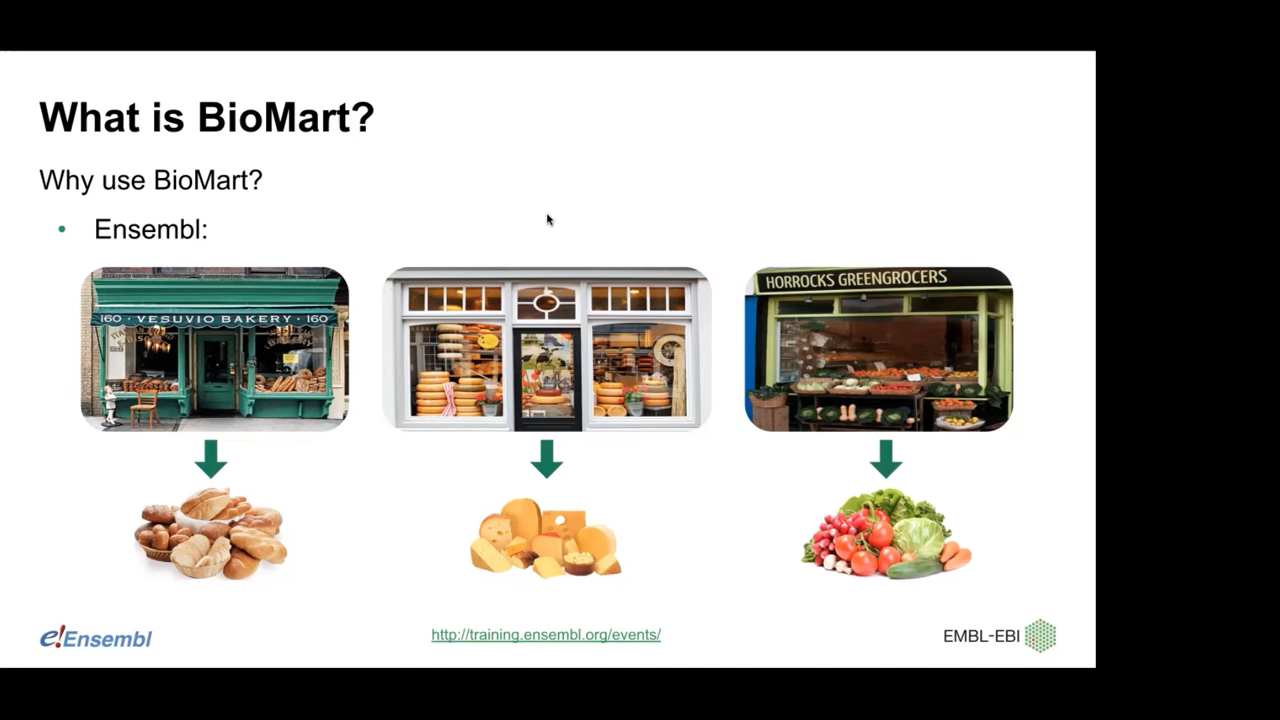 What is BioMart?
Why use BioMart?
• Ensembl:
160 · VESUVIO BAKERY · 160
HORROCKS GREENGROCERS
e!Ensembl
http://training.ensembl.org/events/
EMBL-EBI